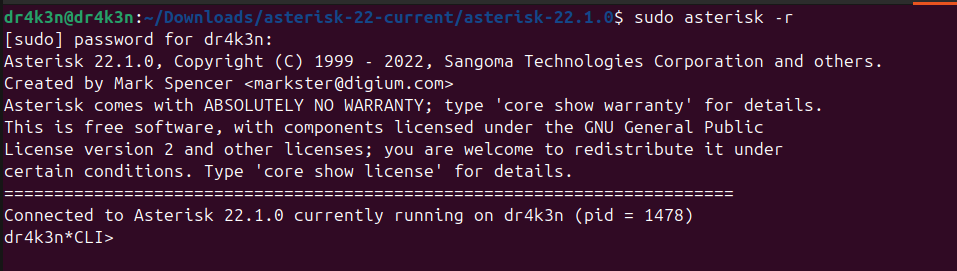 dr4k3n@dr4k3n:~/Downloads/asterisk-22-current/asterisk-22.1.0$ sudo asterisk -r
[sudo] password for dr4k3n:
Asterisk 22.1.0, Copyright (C) 1999 - 2022, Sangoma Technologies Corporation and others.
Created by Mark Spencer <markster@digium.com>
Asterisk comes with ABSOLUTELY NO WARRANTY; type 'core show warranty' for details.
This is free software, with components licensed under the GNU General Public
License version 2 and other licenses; you are welcome to redistribute it under
certain conditions. Type 'core show license' for details.
=========================================================================
Connected to Asterisk 22.1.0 currently running on dr4k3n (pid = 1478)
dr4k3n*CLI>